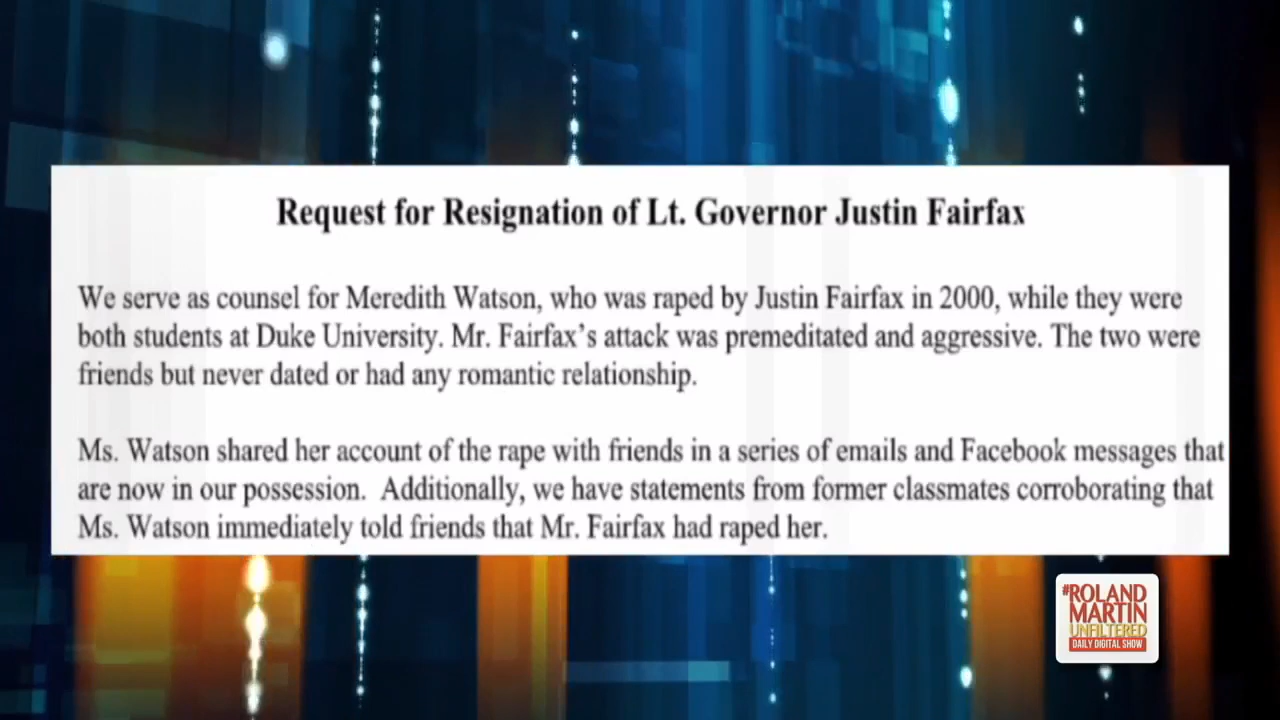 Request for Resignation of Lt. Governor Justin Fairfax
We serve as counsel for Meredith Watson, who was raped by Justin Fairfax in 2000, while they were
both students at Duke University. Mr. Fairfax's attack was premeditated and aggressive. The two were
friends but never dated or had any romantic relationship.
Ms. Watson shared her account of the rape with friends in a series of emails and Facebook messages that
are now in our possession.  Additionally, we have statements from former classmates corroborating that
Ms. Watson immediately told friends that Mr. Fairfax had raped her.
#ROLAND
MARTIN
UNFILTERED
DAILY DIGITAL SHOW